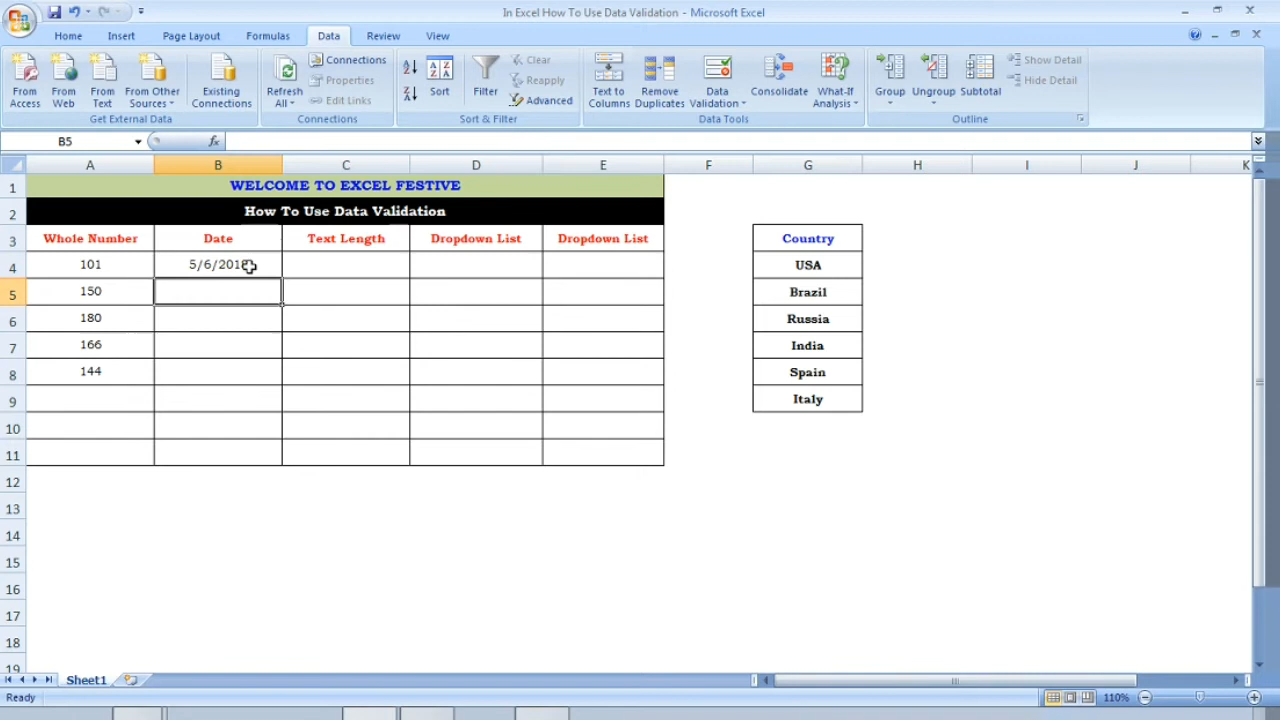 In Excel How To Use Data Validation - Microsoft Excel
Home Insert Page Layout Formulas Data Review View
From Access From Web From Text From Other Sources Existing Connections
Get External Data
Refresh All Connections Properties Edit Links
Connections
Sort Filter Clear Reapply Advanced
Sort & Filter
Text to Columns Remove Duplicates Data Validation Consolidate What-If Analysis
Data Tools
Group Ungroup Subtotal Show Detail Hide Detail
Outline
B5 fx
A B C D E F G H I J K
1 WELCOME TO EXCEL FESTIVE
2 How To Use Data Validation
3 Whole Number Date Text Length Dropdown List Dropdown List Country
4 101 5/6/2018 USA
5 150 Brazil
6 180 Russia
7 166 India
8 144 Spain
9 Italy
10
11
12
13
14
15
16
17
18
19
Sheet1
Ready 110%